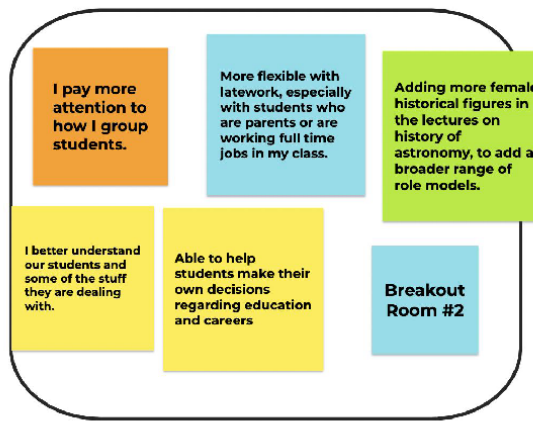 I pay more
attention to
how I group
students.
More flexible with
latework, especially
with students who
are parents or are
working full time
jobs in my class.
Adding more female
historical figures in
the lectures on
history of
astronomy, to add a
broader range of
role models.
I better understand
our students and
some of the stuff
they are dealing
with.
Able to help
students make their
own decisions
regarding education
and careers
Breakout
Room #2